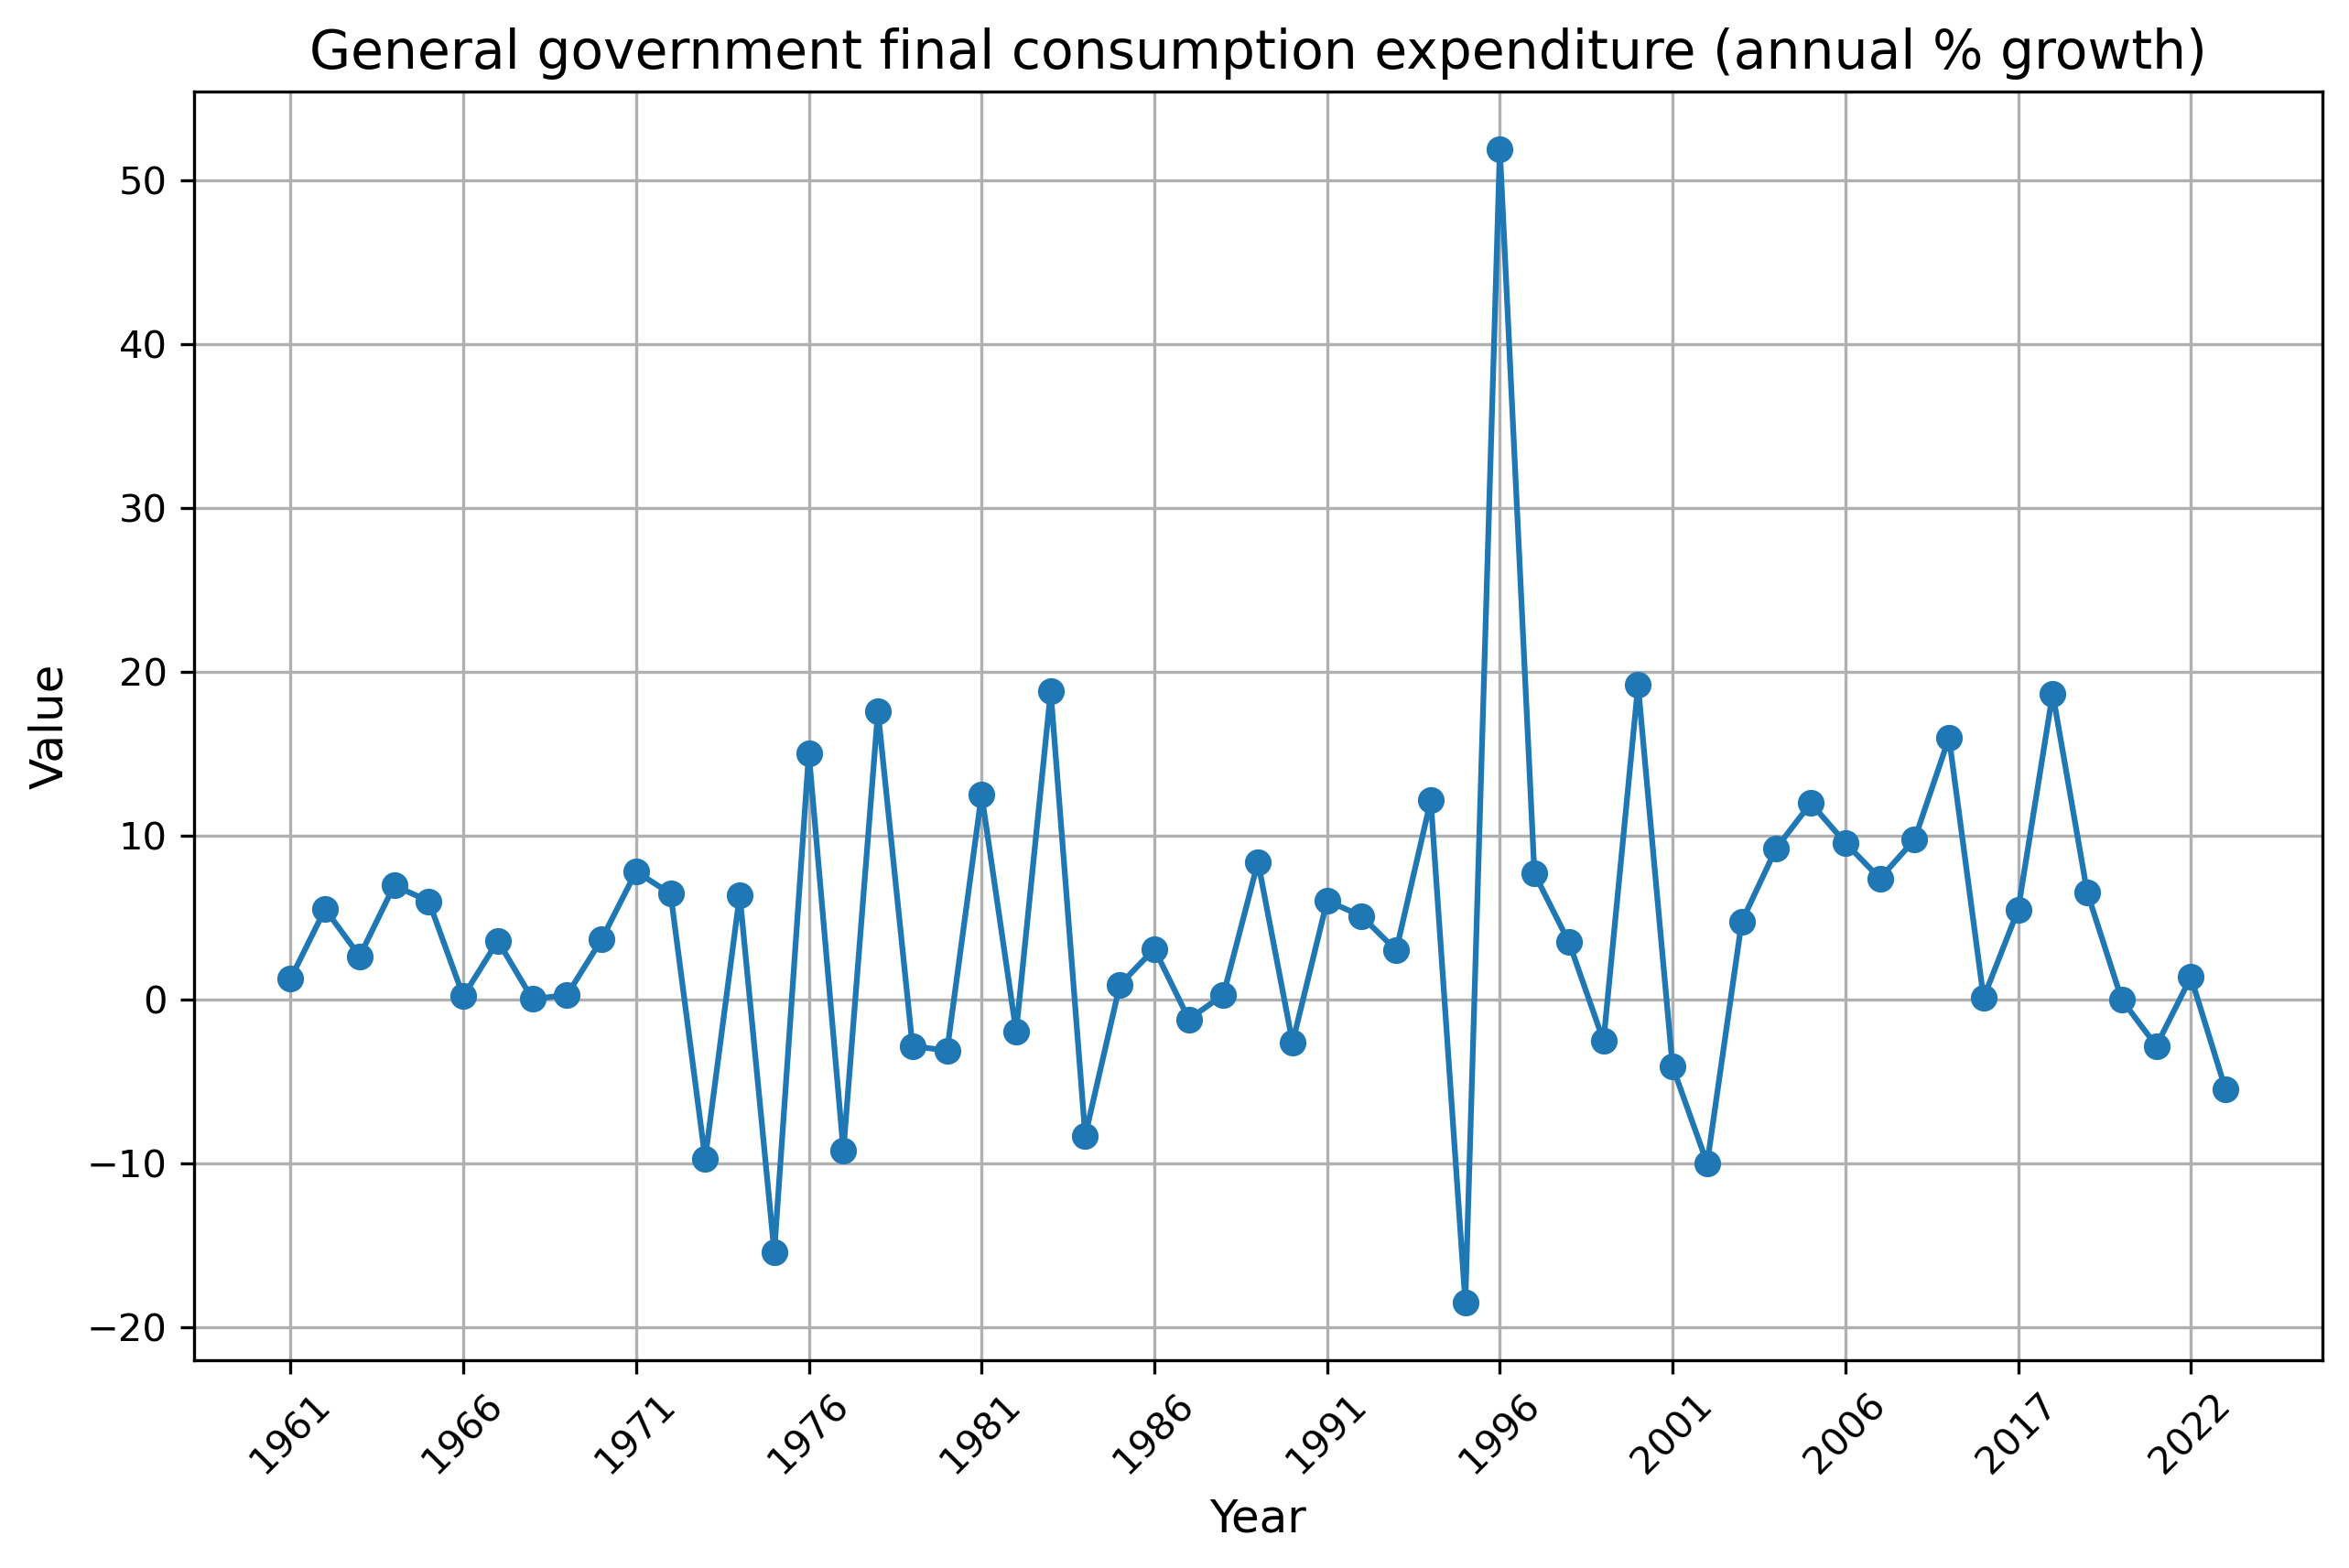 General government final consumption expenditure (annual % growth)
50
40
30
20
10
0
−10
−20
Value
1961 1966 1971 1976 1981 1986 1991 1996 2001 2006 2017 2022
Year